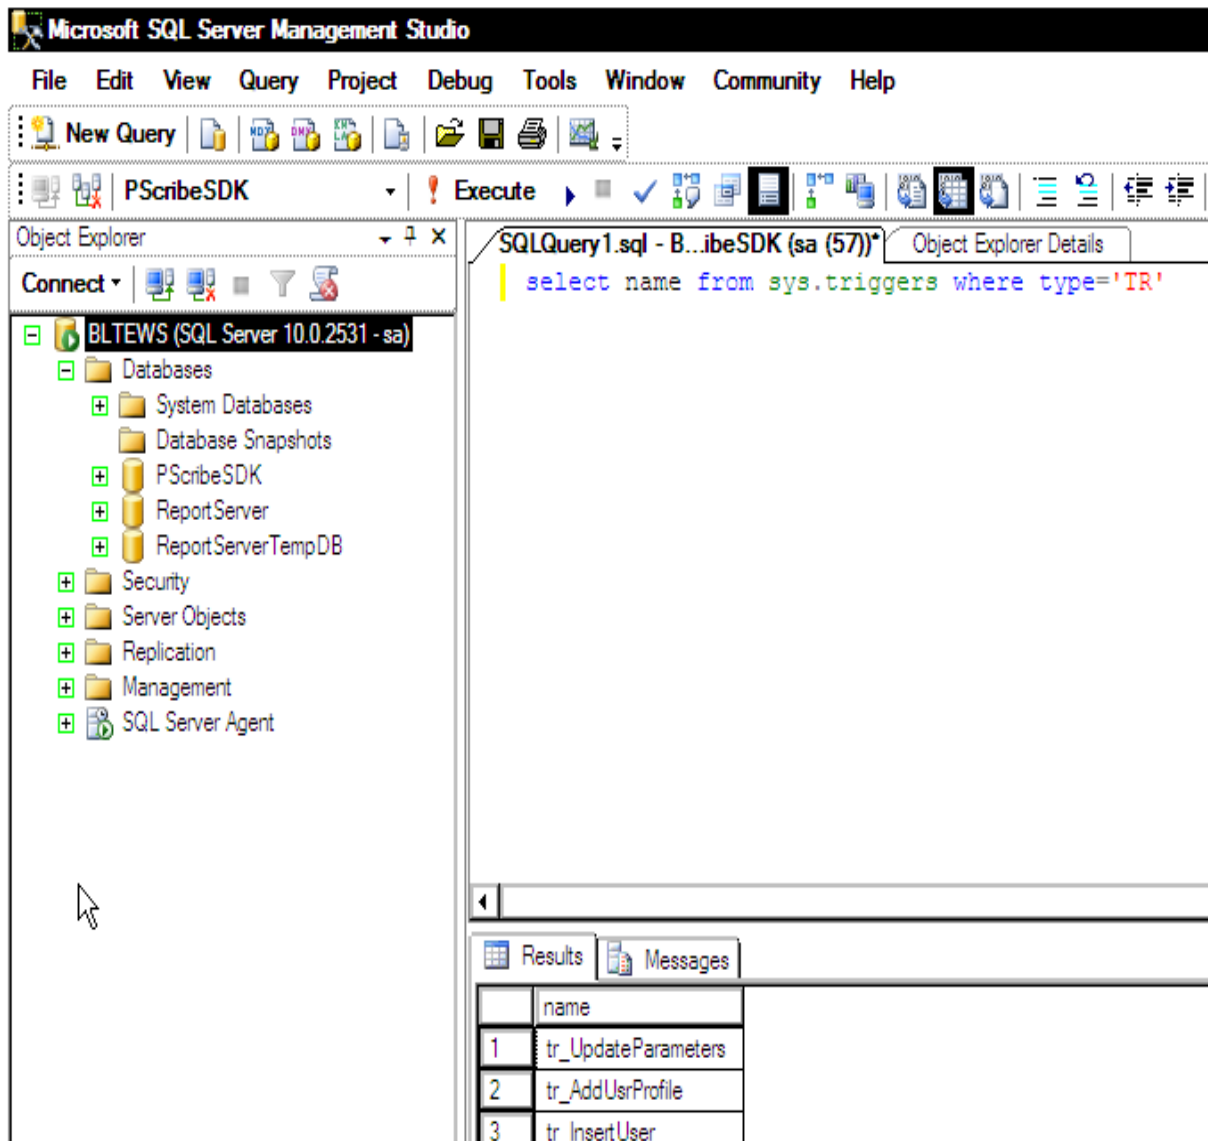 Microsoft SQL Server Management Studio
File Edit View Query Project Debug Tools Window Community Help
New Query
PScribeSDK Execute
Object Explorer
SQLQuery1.sql - B...ibeSDK (sa (57))* Object Explorer Details
Connect
select name from sys.triggers where type='TR'
BLTEWS (SQL Server 10.0.2531 - sa)
Databases
System Databases
Database Snapshots
PScribeSDK
ReportServer
ReportServerTempDB
Security
Server Objects
Replication
Management
SQL Server Agent
Results Messages
name
1 tr_UpdateParameters
2 tr_AddUsrProfile
3 tr_InsertUser